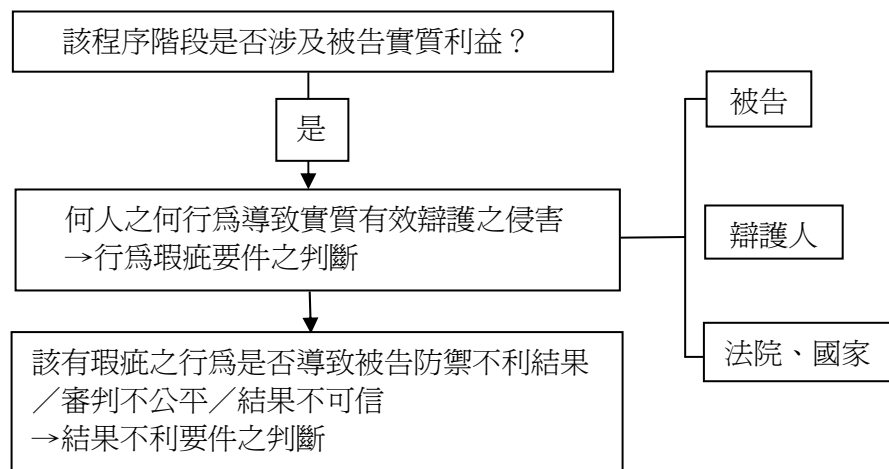 該程序階段是否涉及被告實質利益？
是
何人之何行為導致實質有效辯護之侵害
→行為瑕疵要件之判斷
被告
辯護人
法院、國家
該有瑕疵之行為是否導致被告防禦不利結果
／審判不公平／結果不可信
→結果不利要件之判斷